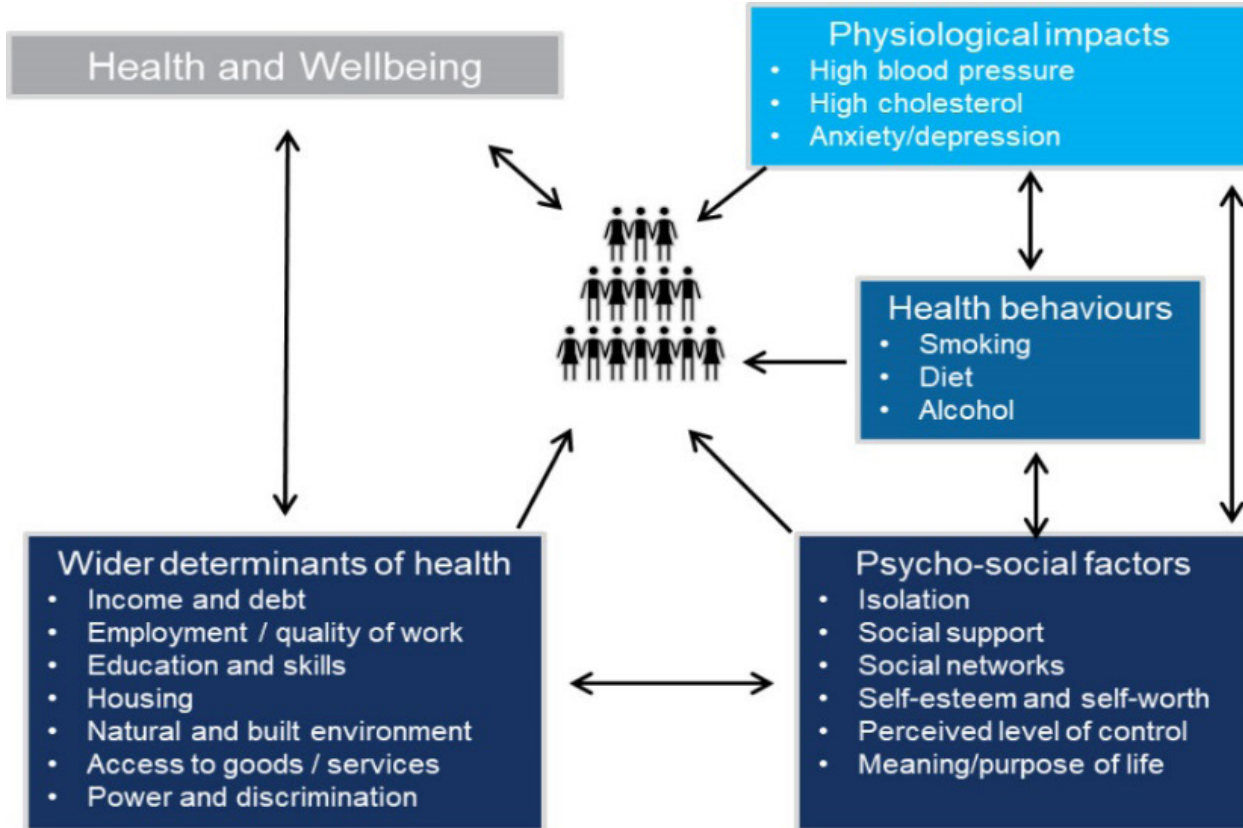 Health and Wellbeing
Physiological impacts
• High blood pressure
• High cholesterol
• Anxiety/depression
Health behaviours
• Smoking
• Diet
• Alcohol
Wider determinants of health
• Income and debt
• Employment / quality of work
• Education and skills
• Housing
• Natural and built environment
• Access to goods / services
• Power and discrimination
Psycho-social factors
• Isolation
• Social support
• Social networks
• Self-esteem and self-worth
• Perceived level of control
• Meaning/purpose of life